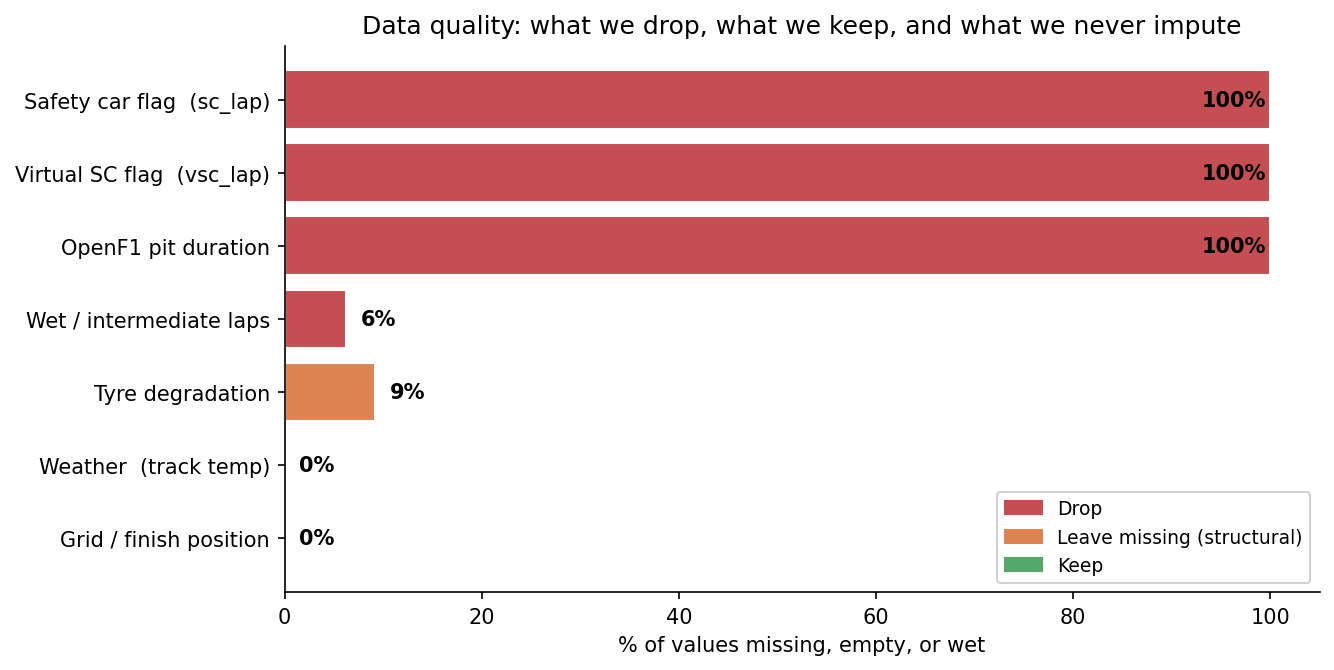 Data quality: what we drop, what we keep, and what we never impute
Safety car flag  (sc_lap)
100%
Virtual SC flag  (vsc_lap)
100%
OpenF1 pit duration
100%
Wet / intermediate laps
6%
Tyre degradation
9%
Weather  (track temp)
0%
Grid / finish position
0%
Drop
Leave missing (structural)
Keep
0 20 40 60 80 100
% of values missing, empty, or wet